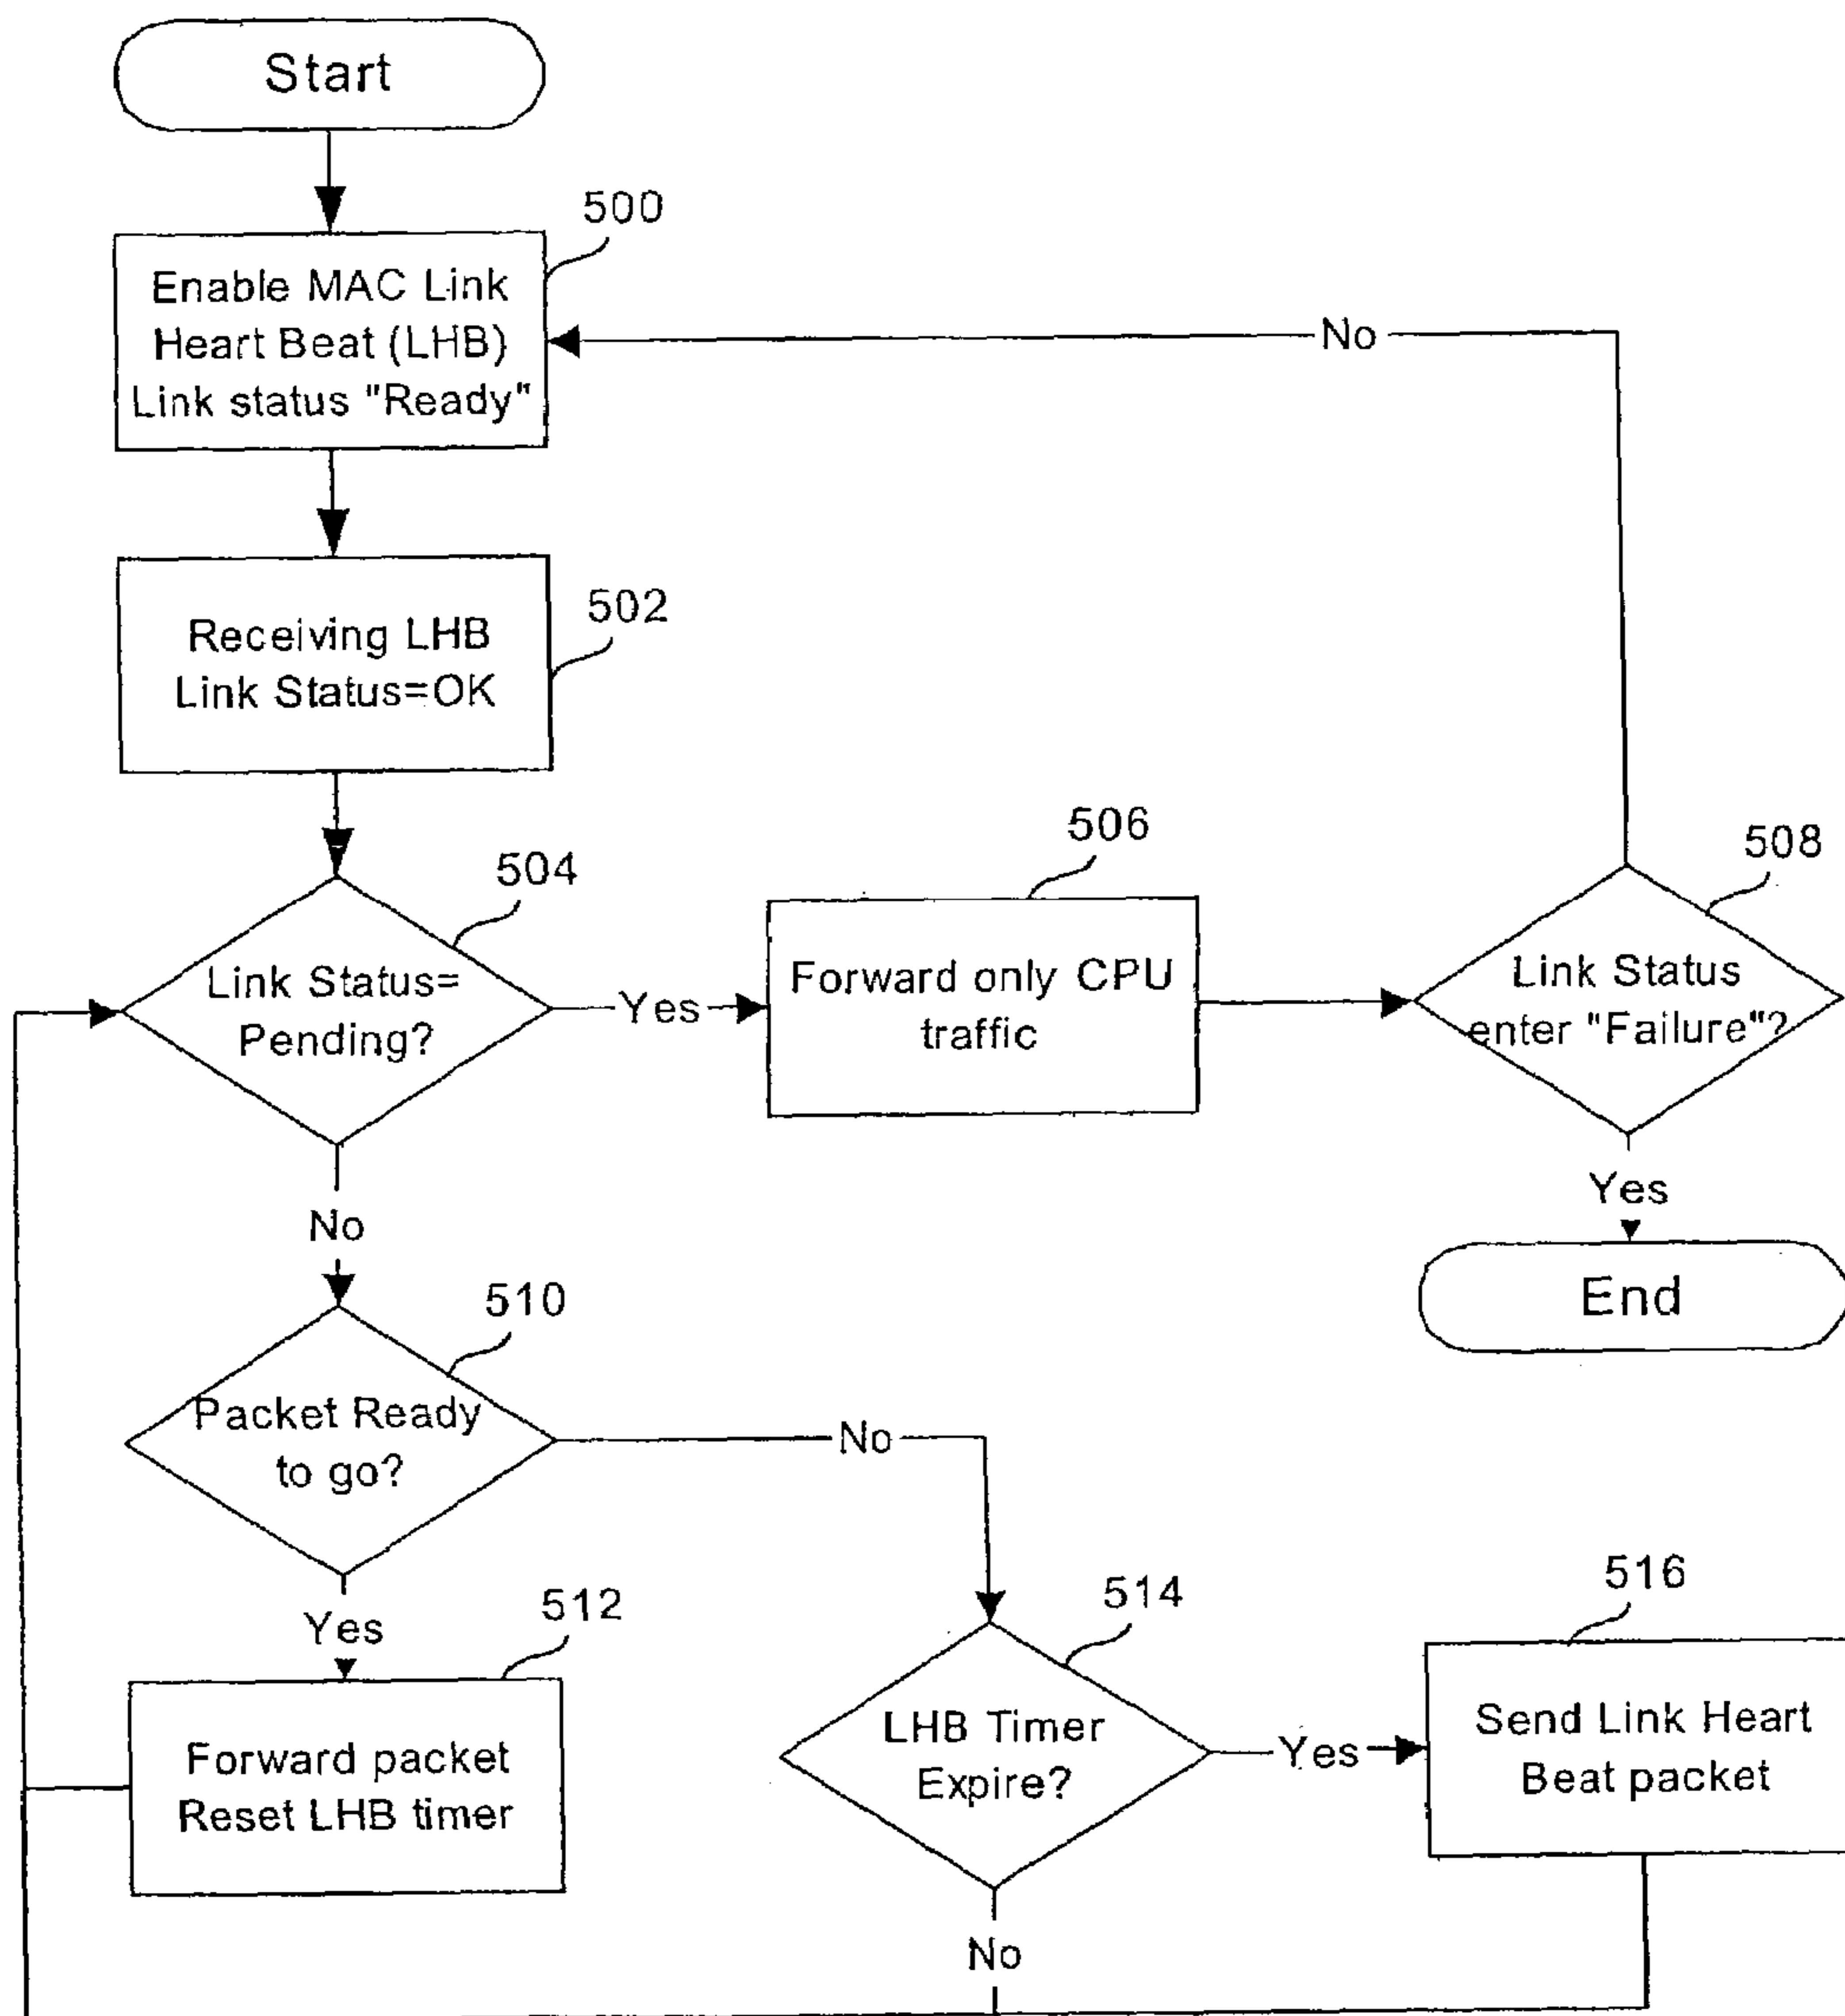 Start
500
Enable MAC Link
Heart Beat (LHB)
Link status "Ready"
No
502
Receiving LHB
Link Status=OK
504
Link Status=
Pending?
Yes
506
Forward only CPU
traffic
508
Link Status
enter "Failure"?
Yes
End
No
510
Packet Ready
to go?
No
Yes
512
Forward packet
Reset LHB timer
514
LHB Timer
Expire?
Yes
516
Send Link Heart
Beat packet
No